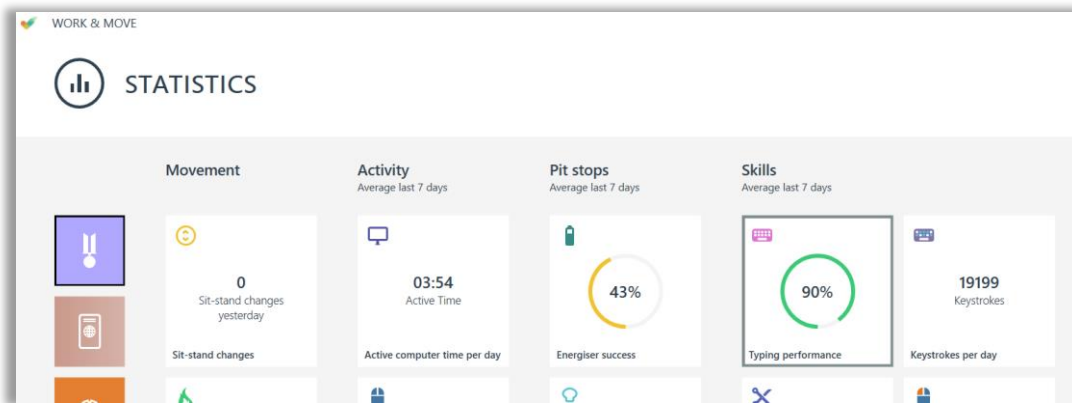 WORK & MOVE
STATISTICS
Movement
Activity
Average last 7 days
Pit stops
Average last 7 days
Skills
Average last 7 days
0
Sit-stand changes
yesterday
Sit-stand changes
03:54
Active Time
Active computer time per day
43%
Energiser success
90%
Typing performance
19199
Keystrokes
Keystrokes per day